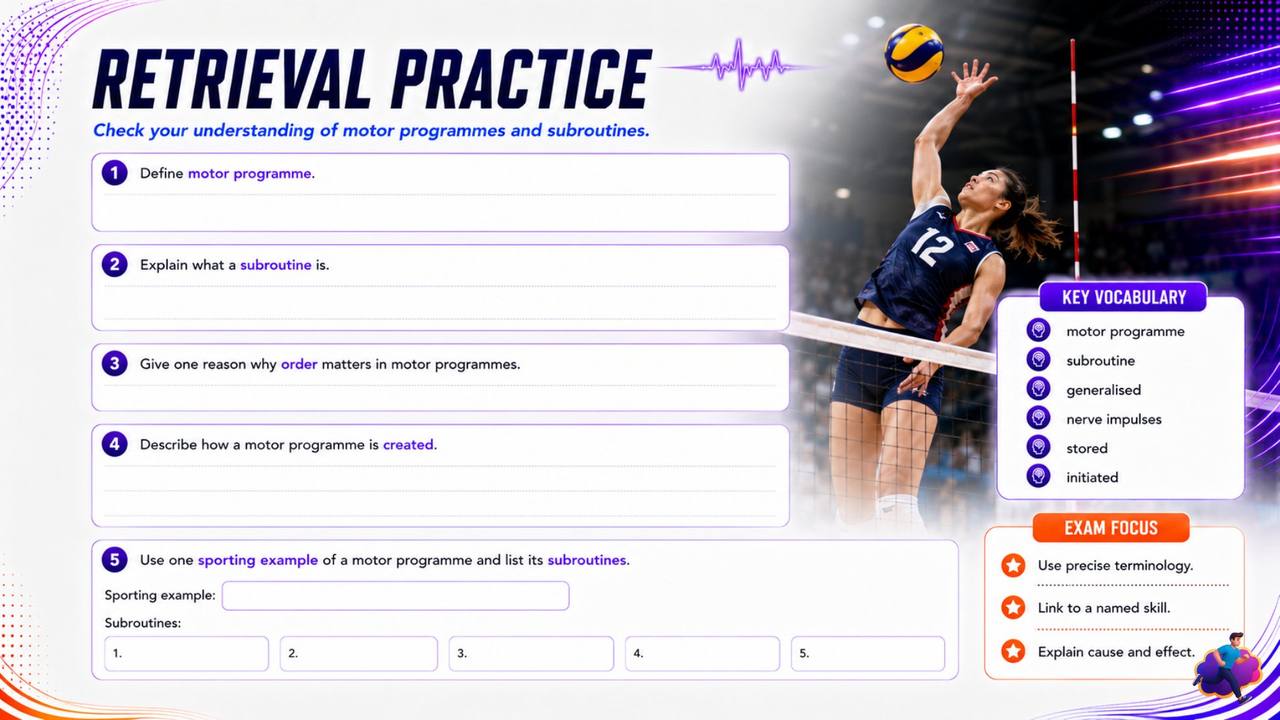 RETRIEVAL PRACTICE
Check your understanding of motor programmes and subroutines.
1 Define motor programme.
2 Explain what a subroutine is.
3 Give one reason why order matters in motor programmes.
4 Describe how a motor programme is created.
5 Use one sporting example of a motor programme and list its subroutines.
Sporting example:
Subroutines:
1. 2. 3. 4. 5.
12
KEY VOCABULARY
motor programme
subroutine
generalised
nerve impulses
stored
initiated
EXAM FOCUS
Use precise terminology.
Link to a named skill.
Explain cause and effect.